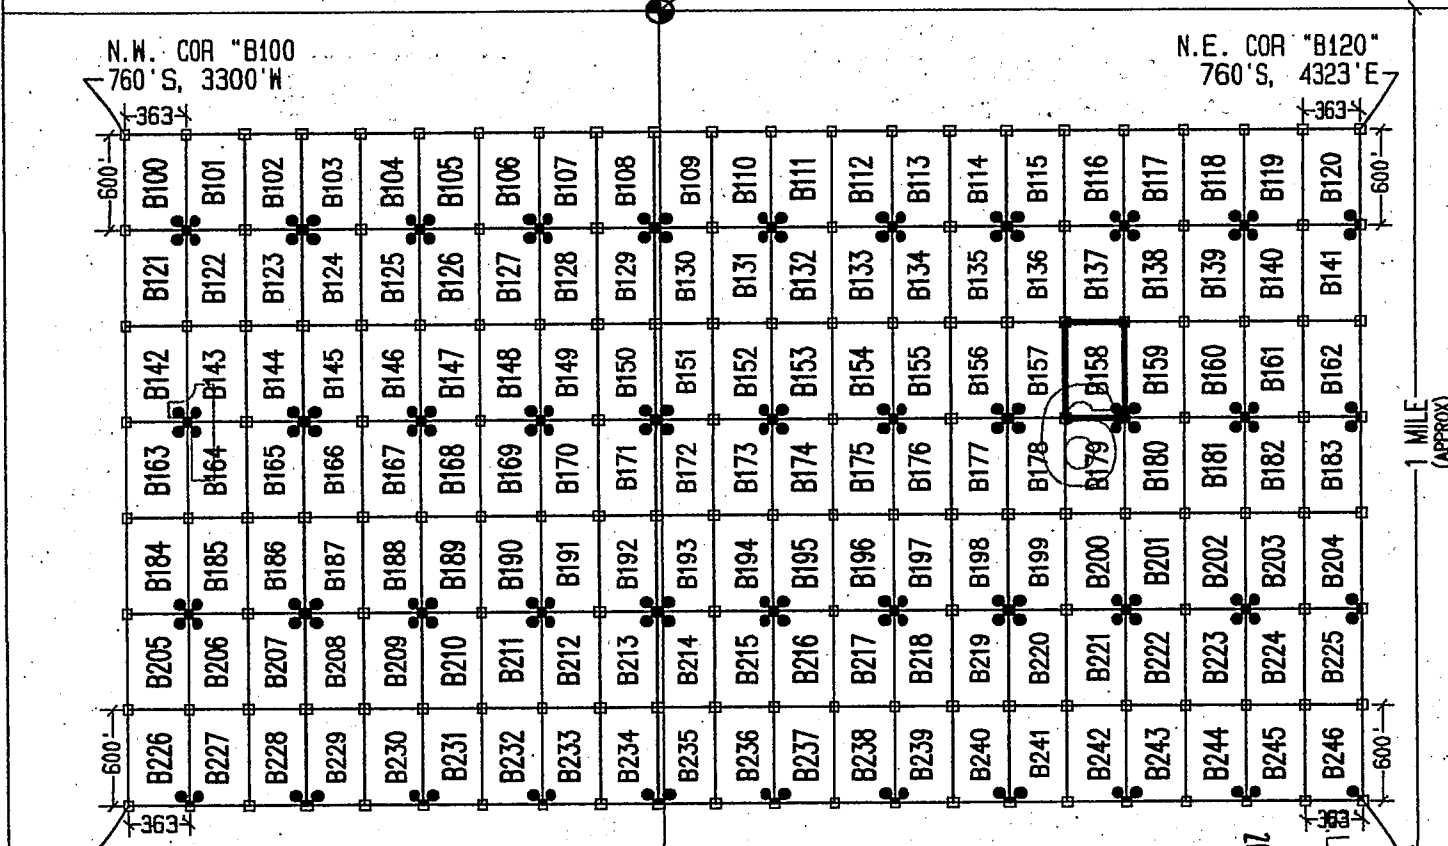 N.W. COR "B100
760'S, 3300'W
N.E. COR "B120"
760'S, 4323'E
363
363
600'
B100 B101 B102 B103 B104 B105 B106 B107 B108 B109 B110 B111 B112 B113 B114 B115 B116 B117 B118 B119 B120
600'
B121 B122 B123 B124 B125 B126 B127 B128 B129 B130 B131 B132 B133 B134 B135 B136 B137 B138 B139 B140 B141
B142 B143 B144 B145 B146 B147 B148 B149 B150 B151 B152 B153 B154 B155 B156 B157 B158 B159 B160 B161 B162
1 MILE
(APPROX)
B163 B164 B165 B166 B167 B168 B169 B170 B171 B172 B173 B174 B175 B176 B177 B178 B179 B180 B181 B182 B183
B184 B185 B186 B187 B188 B189 B190 B191 B192 B193 B194 B195 B196 B197 B198 B199 B200 B201 B202 B203 B204
B205 B206 B207 B208 B209 B210 B211 B212 B213 B214 B215 B216 B217 B218 B219 B220 B221 B222 B223 B224 B225
600'
B226 B227 B228 B229 B230 B231 B232 B233 B234 B235 B236 B237 B238 B239 B240 B241 B242 B243 B244 B245 B246
600'
363
363